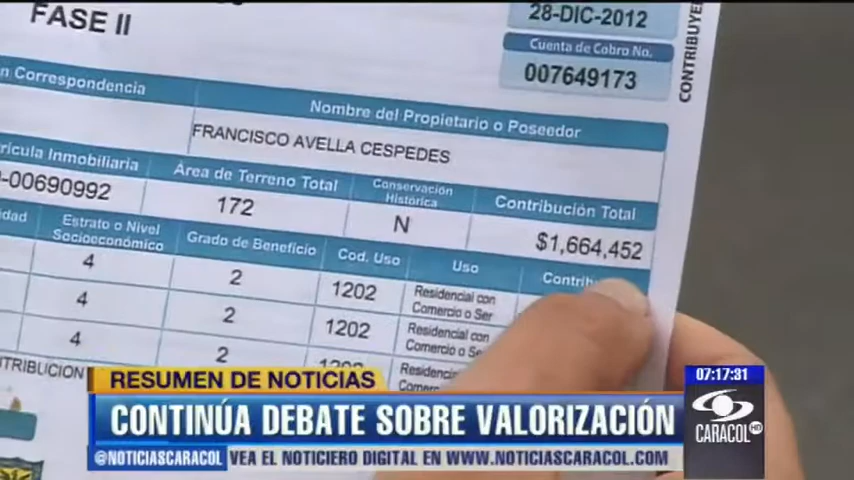 FASE II
28-DIC-2012
Cuenta de Cobro No.
007649173
CONTRIBUYE
n Correspondencia
Nombre del Propietario o Poseedor
FRANCISCO AVELLA CESPEDES
rícula Inmobiliaria
Área de Terreno Total
Conservación
Histórica
Contribución Total
-00690992
172
N
$1,664,452
idad
Estrato o Nivel
Socioeconómico
Grado de Beneficio
Cod. Uso
Uso
4
2
1202
Residencial con
Comercio o Ser
4
2
1202
Residencial con
Comercio o Se
4
2
Residencial con
TRIBUCION
RESUMEN DE NOTICIAS
07:17:31
CONTINÚA DEBATE SOBRE VALORIZACIÓN
CARACOL HD
@NOTICIASCARACOL VEA EL NOTICIERO DIGITAL EN WWW.NOTICIASCARACOL.COM